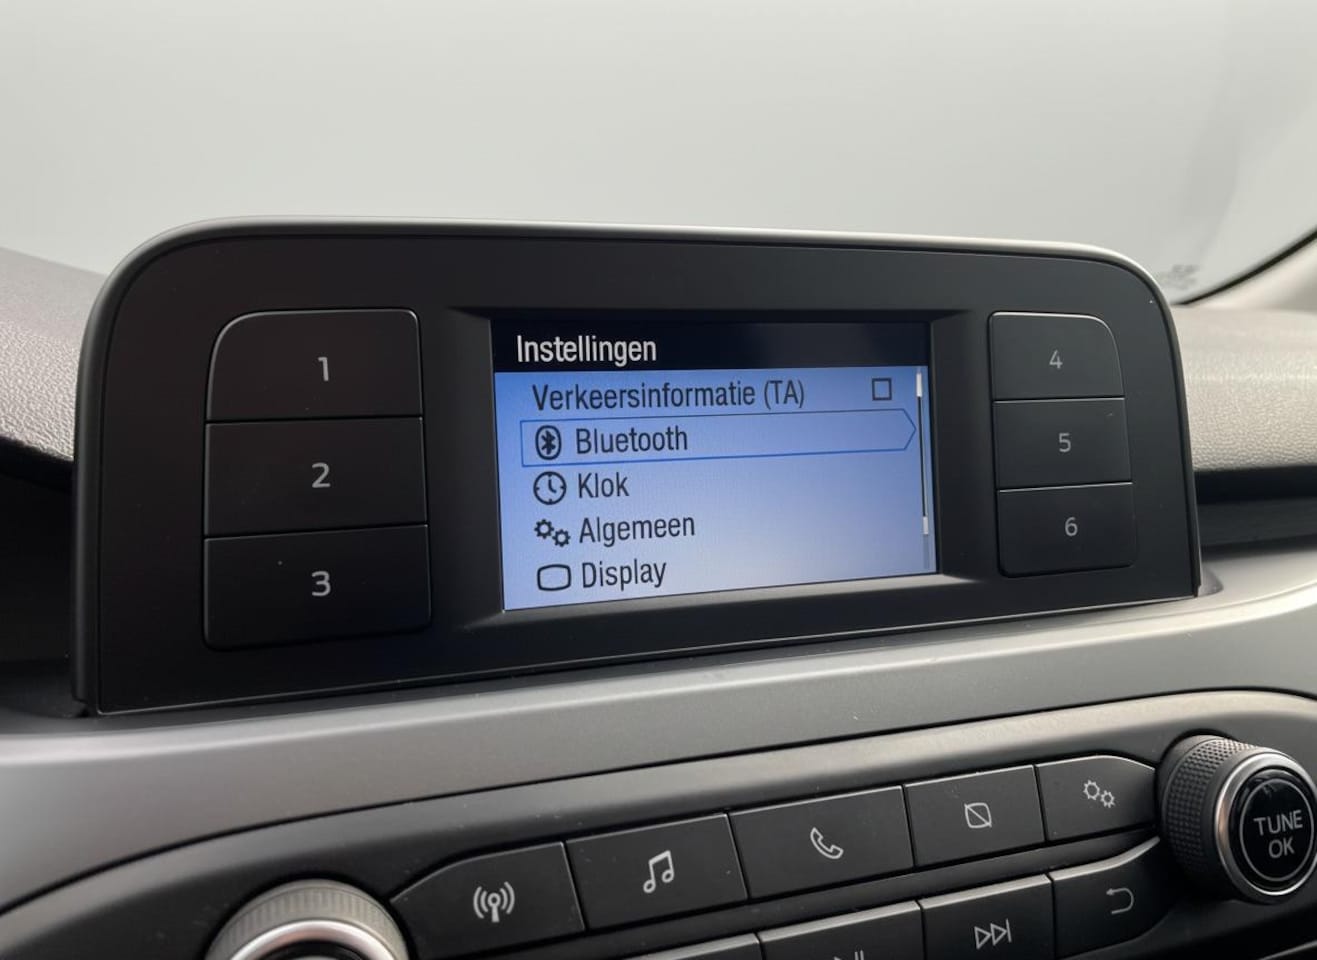 Instellingen
Verkeersinformatie (TA)
Bluetooth
Klok
Algemeen
Display
1
2
3
4
5
6
TUNE
OK